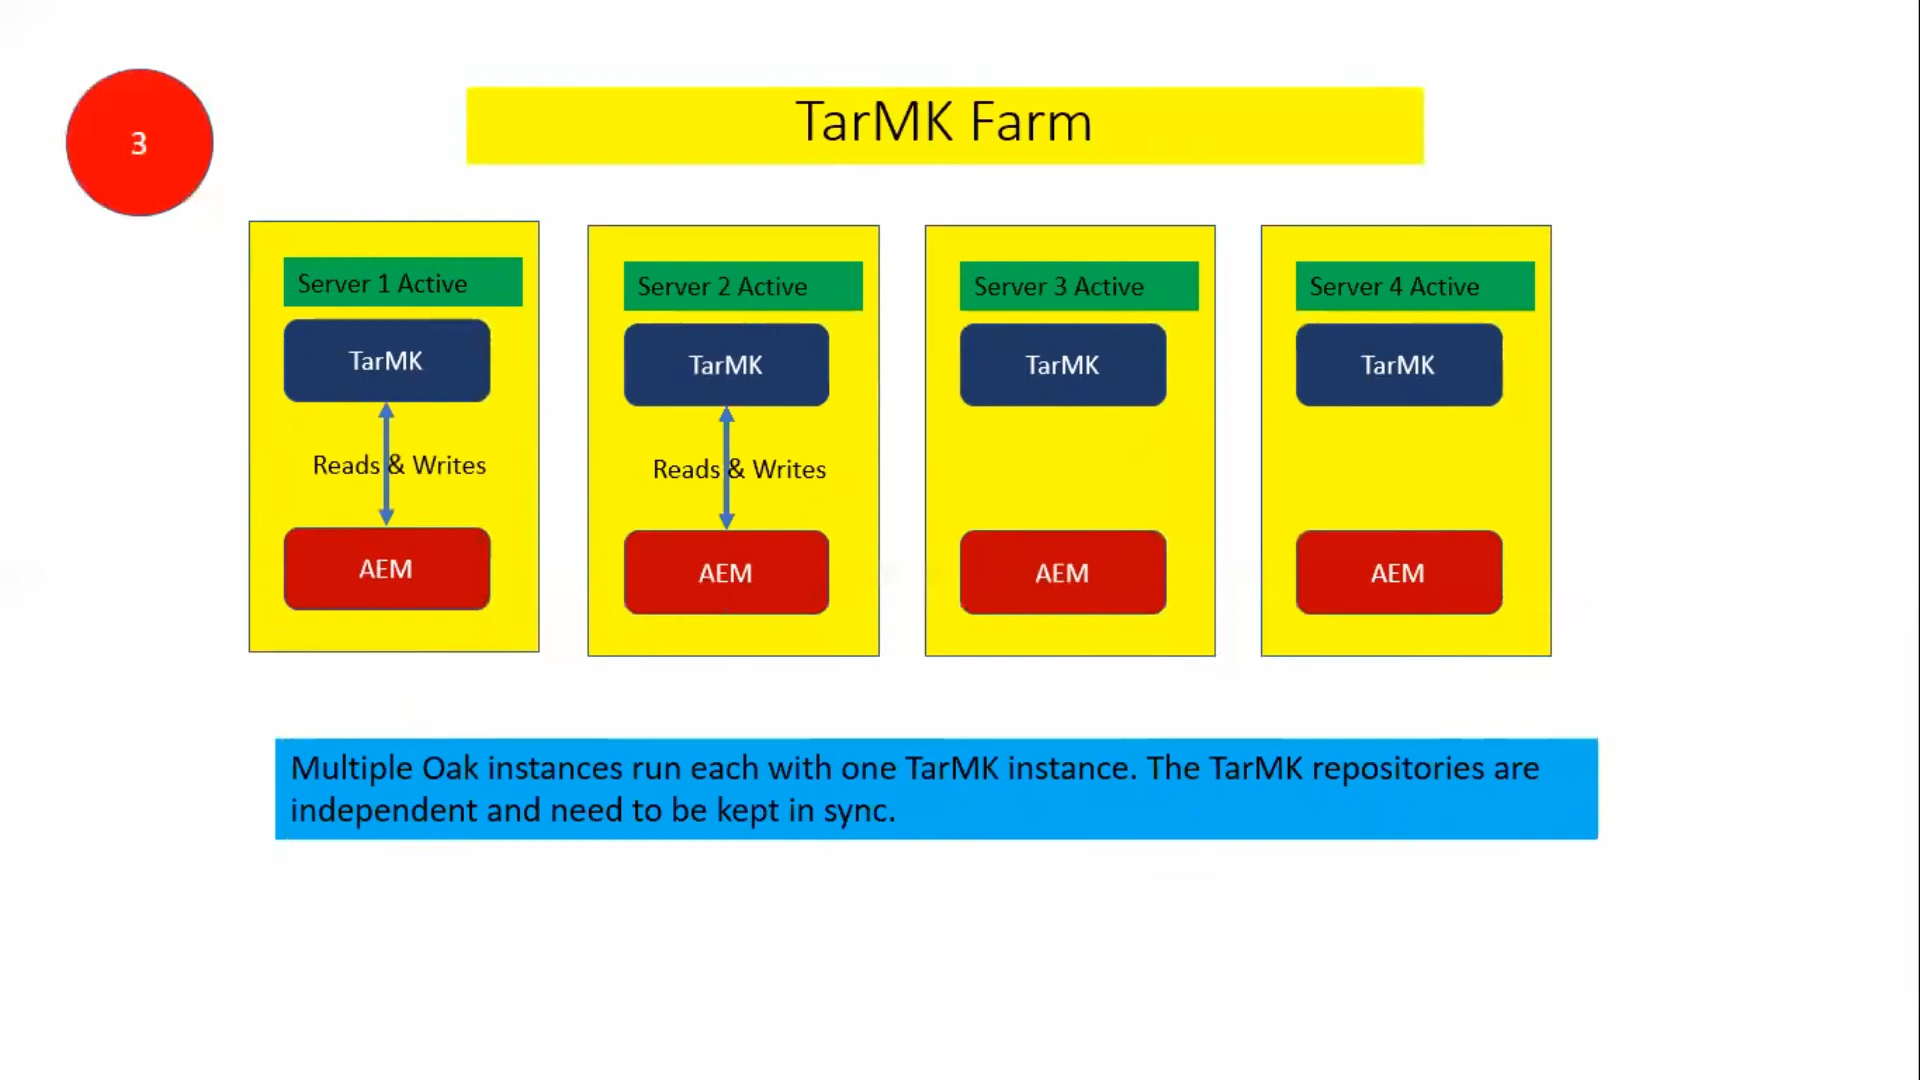 3
TarMK Farm
Server 1 Active
TarMK
Reads & Writes
AEM
Server 2 Active
TarMK
Reads & Writes
AEM
Server 3 Active
TarMK
AEM
Server 4 Active
TarMK
AEM
Multiple Oak instances run each with one TarMK instance. The TarMK repositories are
independent and need to be kept in sync.